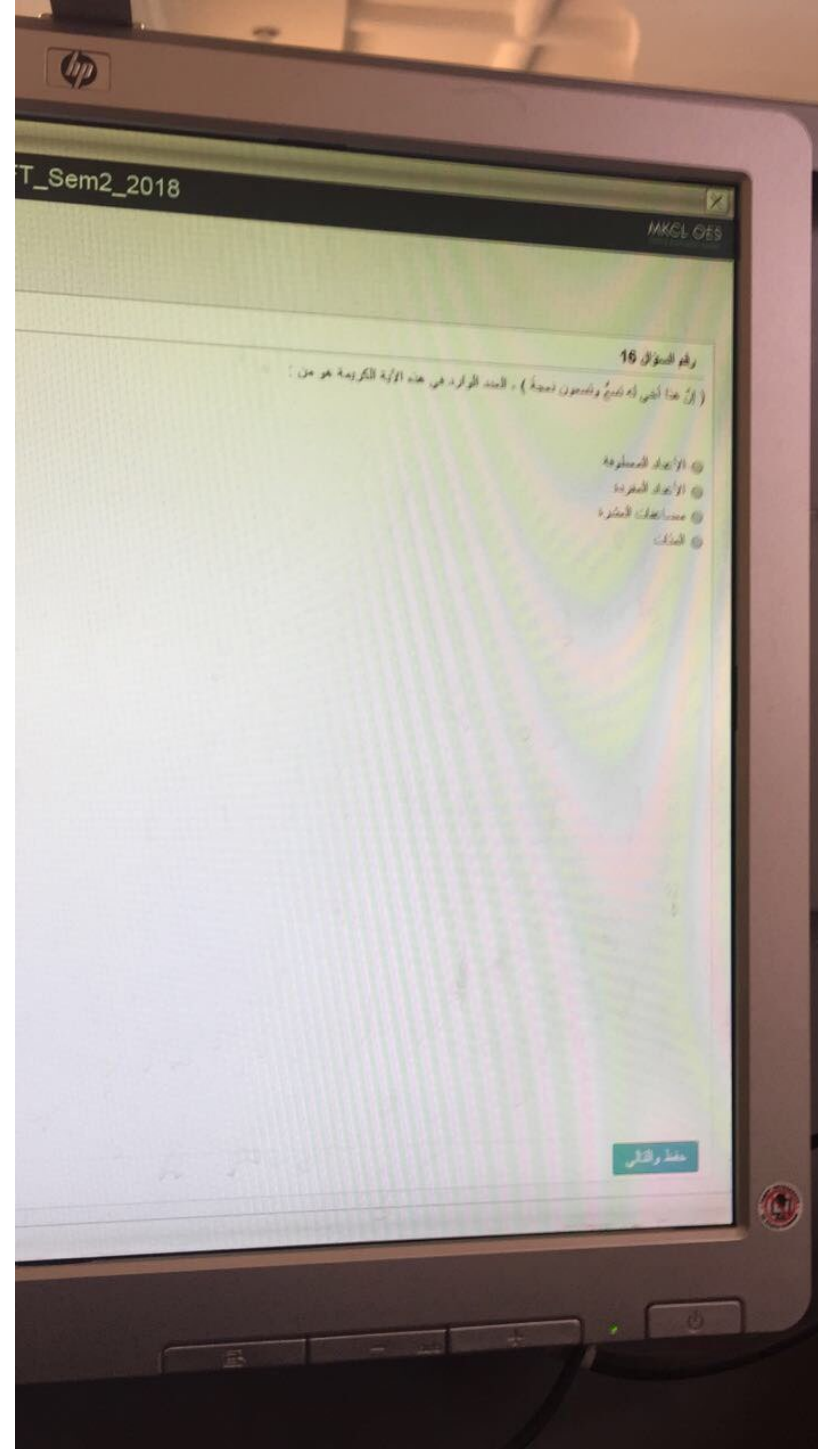 hp
T_Sem2_2018
MKCL OES
رقم السؤال 16
( إنَّ هذا أخي له تسعٌ وتسعون نعجةً ) ، العدد الوارد في هذه الآية الكريمة هو من :
الأعداد المعطوفة
الأعداد المفردة
مضاعفات العشرة
المئات
حفظ والتالي